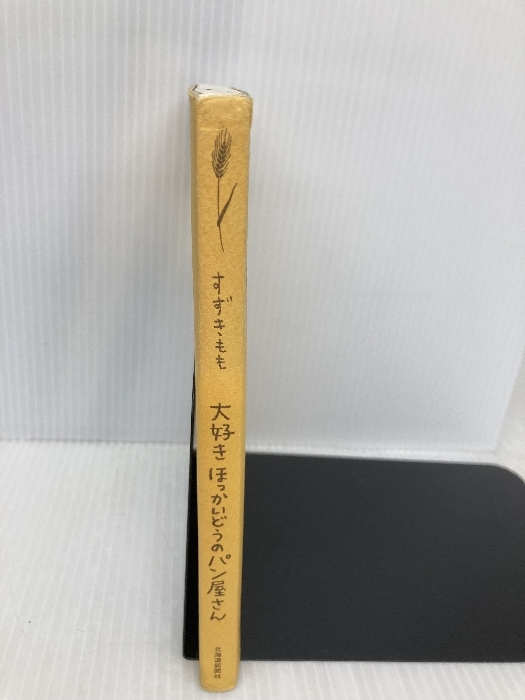 すずきもも
大好き ほっかいどうのパン屋さん
北海道新聞社